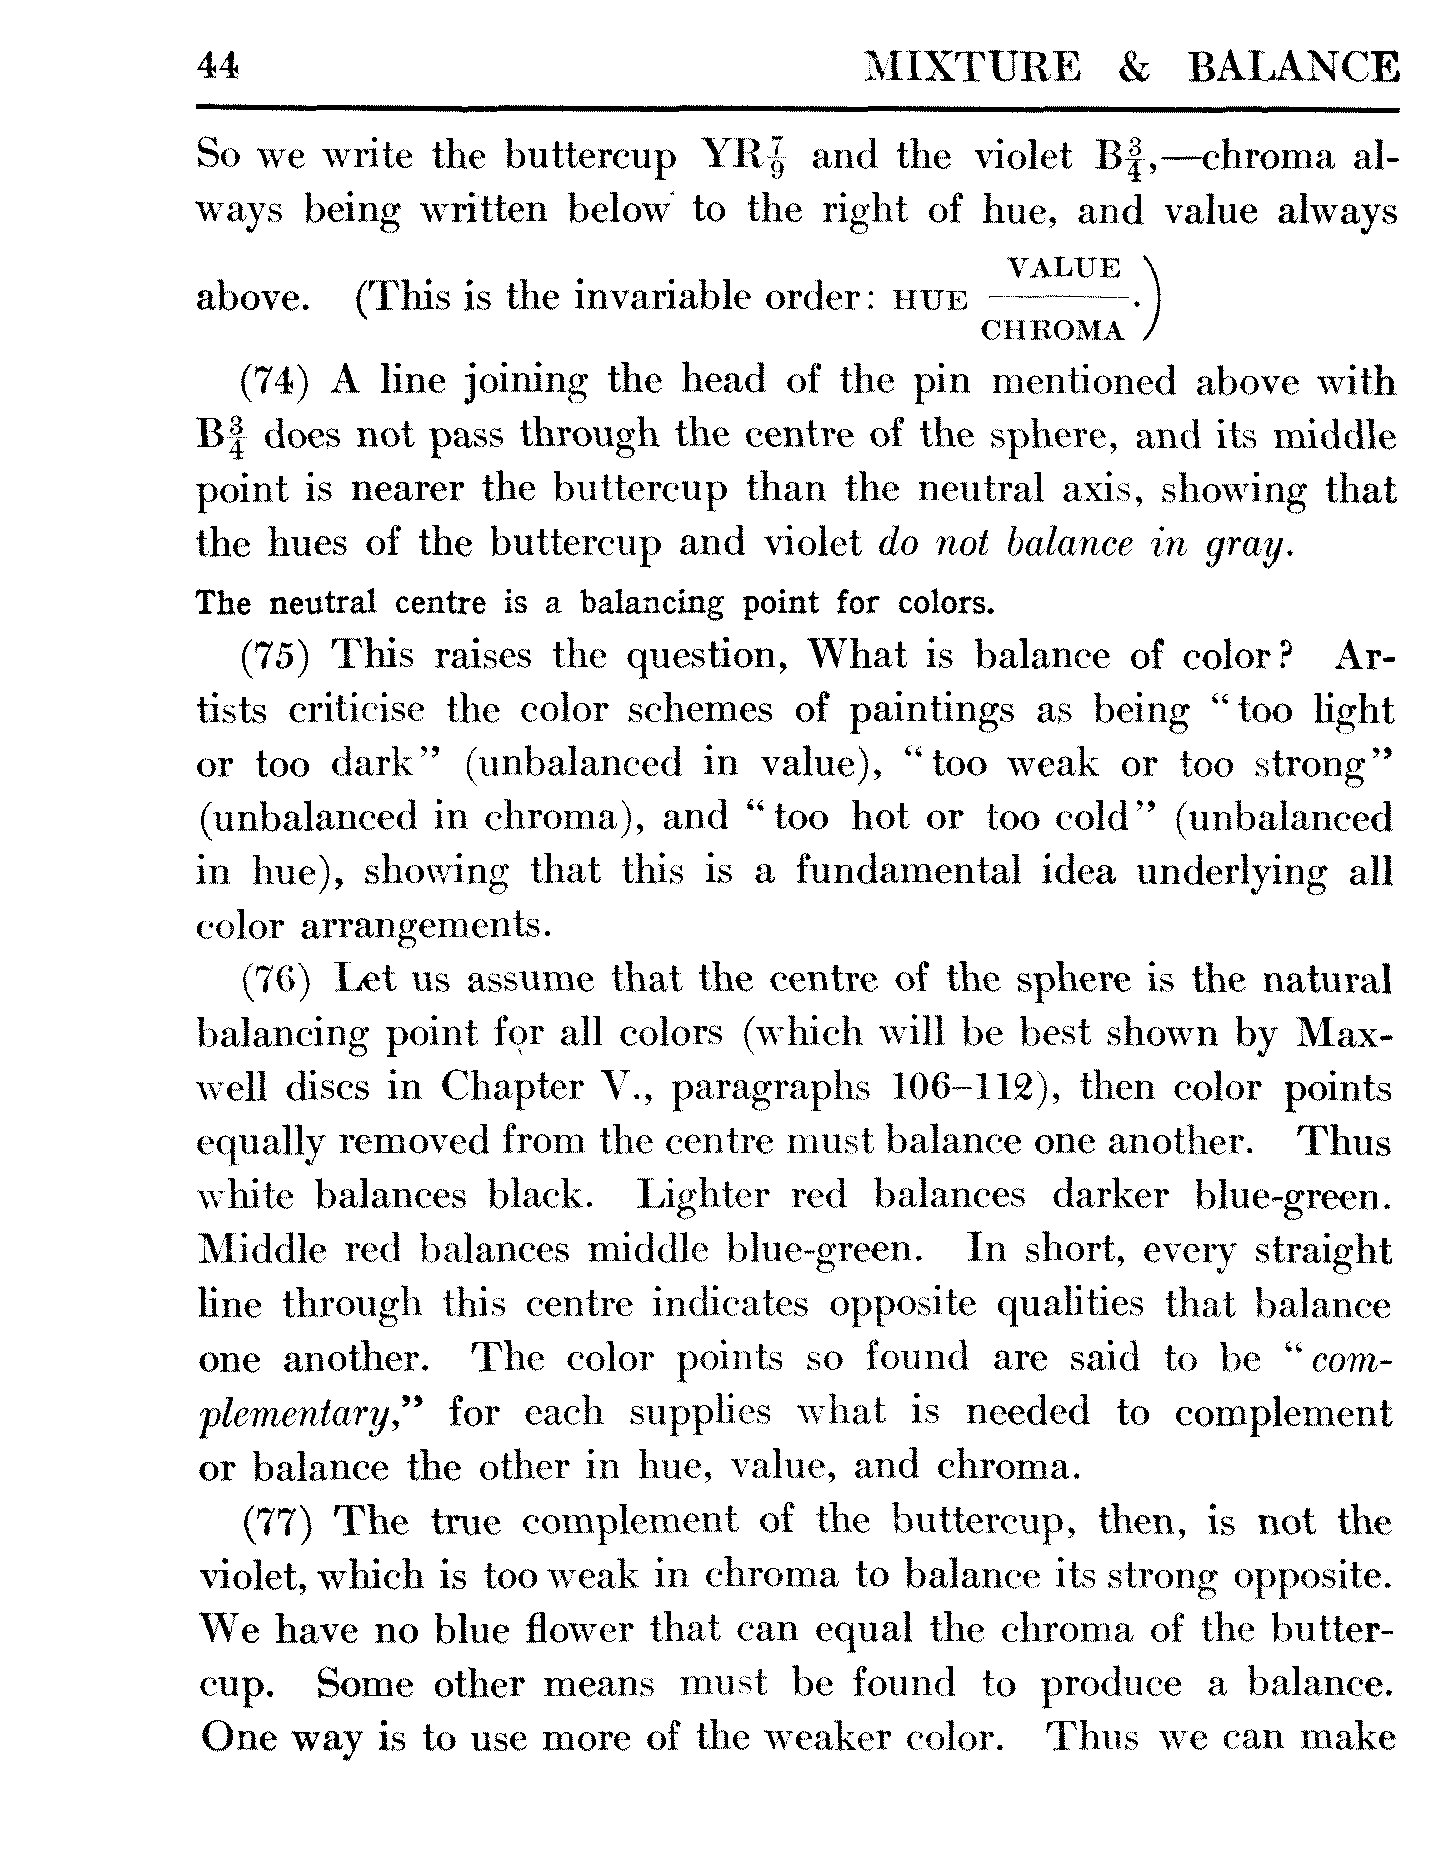 44 MIXTURE & BALANCE
So we write the buttercup YR 7/9 and the violet B 3/4,—chroma al-
ways being written below to the right of hue, and value always
above. (This is the invariable order: HUE VALUE/CHROMA.)
(74) A line joining the head of the pin mentioned above with
B 3/4 does not pass through the centre of the sphere, and its middle
point is nearer the buttercup than the neutral axis, showing that
the hues of the buttercup and violet do not balance in gray.
The neutral centre is a balancing point for colors.
(75) This raises the question, What is balance of color? Ar-
tists criticise the color schemes of paintings as being “too light
or too dark” (unbalanced in value), “too weak or too strong”
(unbalanced in chroma), and “too hot or too cold” (unbalanced
in hue), showing that this is a fundamental idea underlying all
color arrangements.
(76) Let us assume that the centre of the sphere is the natural
balancing point for all colors (which will be best shown by Max-
well discs in Chapter V., paragraphs 106–112), then color points
equally removed from the centre must balance one another. Thus
white balances black. Lighter red balances darker blue-green.
Middle red balances middle blue-green. In short, every straight
line through this centre indicates opposite qualities that balance
one another. The color points so found are said to be “com-
plementary,” for each supplies what is needed to complement
or balance the other in hue, value, and chroma.
(77) The true complement of the buttercup, then, is not the
violet, which is too weak in chroma to balance its strong opposite.
We have no blue flower that can equal the chroma of the butter-
cup. Some other means must be found to produce a balance.
One way is to use more of the weaker color. Thus we can make